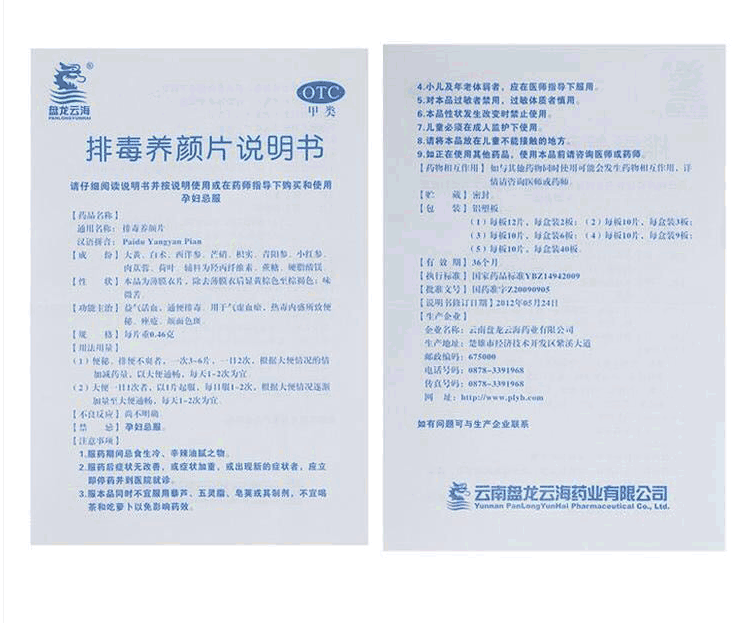 盘龙云海
PANLONGYUNHAI
OTC
甲类
排毒养颜片说明书
请仔细阅读说明书并按说明使用或在药师指导下购买和使用
孕妇忌服
【药品名称】
通用名称：排毒养颜片
汉语拼音：Paidu Yangyan Pian
【成 份】大黄、白术、西洋参、芒硝、枳实、青阳参、小红参、
肉苁蓉、荷叶。辅料为羟丙纤维素、蔗糖、硬脂酸镁。
【性 状】本品为薄膜衣片，除去薄膜衣后显黄棕色至棕褐色；味
微苦。
【功能主治】益气活血，通便排毒。用于气虚血瘀，热毒内盛所致便
秘、痤疮、颜面色斑。
【规 格】每片重0.46克
【用法用量】
（1）便秘、排便不爽者，一次3~6片，一日2次，根据大便情况酌情
加减药量，以大便通畅，每天1~2次为宜。
（2）大便一日1次者，以1片起服，每日服1~2次，根据大便情况逐渐
加量至大便通畅，每天1~2次为宜。
【不良反应】尚不明确。
【禁 忌】孕妇忌服。
【注意事项】
1.服药期间忌食生冷、辛辣油腻之物。
2.服药后症状无改善，或症状加重，或出现新的症状者，应立
即停药并到医院就诊。
3.服本品同时不宜服用藜芦、五灵脂、皂荚或其制剂，不宜喝
茶和吃萝卜以免影响药效。
4.小儿及年老体弱者，应在医师指导下服用。
5.对本品过敏者禁用，过敏体质者慎用。
6.本品性状发生改变时禁止使用。
7.儿童必须在成人监护下使用。
8.请将本品放在儿童不能接触的地方。
9.如正在使用其他药品，使用本品前请咨询医师或药师。
【药物相互作用】如与其他药物同时使用可能会发生药物相互作用，详
情请咨询医师或药师。
【贮 藏】密封。
【包 装】铝塑板
（1）每板12片，每盒装2板；（2）每板10片，每盒装3板；
（3）每板10片，每盒装6板；（4）每板10片，每盒装9板；
（5）每板10片，每盒装40板。
【有 效 期】36个月
【执行标准】国家药品标准YBZ14942009
【批准文号】国药准字Z20090905
【说明书修订日期】2012年05月24日
【生产企业】
企业名称：云南盘龙云海药业有限公司
生产地址：楚雄市经济技术开发区紫溪大道
邮政编码：675000
电话号码：0878-3391968
传真号码：0878-3391968
网 址：http://www.plyh.com
如有问题可与生产企业联系
云南盘龙云海药业有限公司
Yunnan PanLongYunHai Pharmaceutical Co., Ltd.